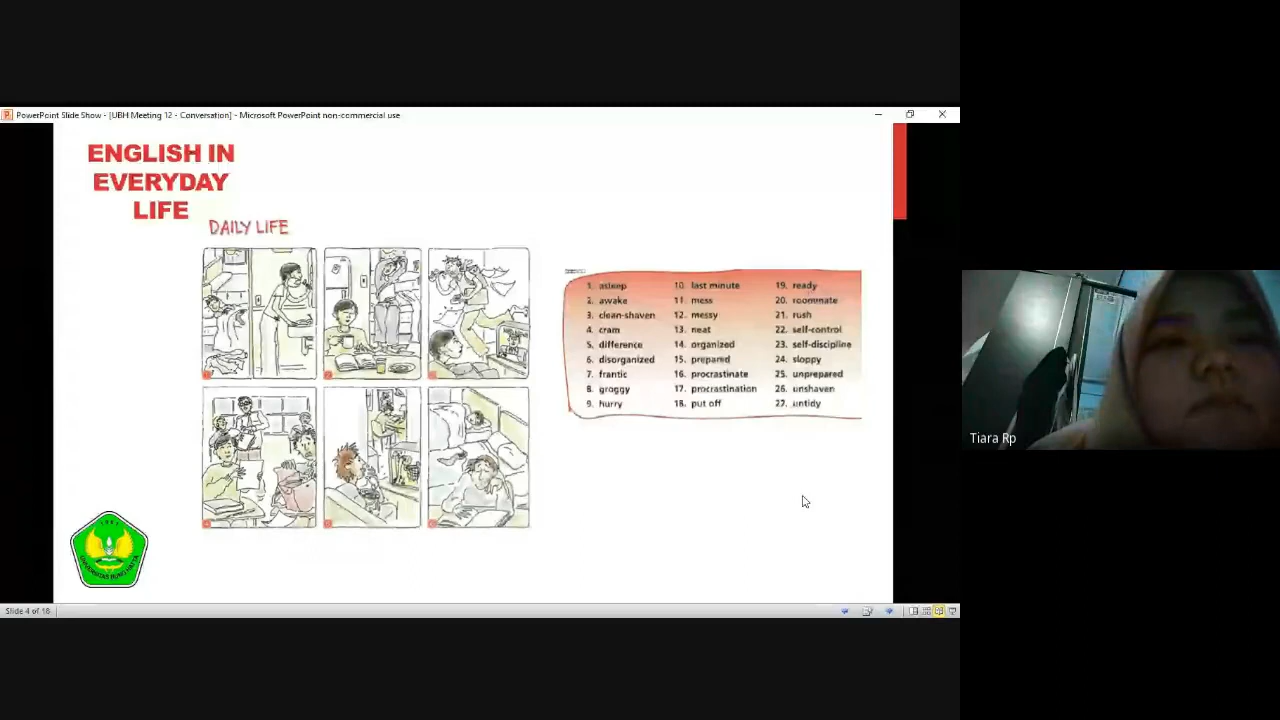 PowerPoint Slide Show - [UBH Meeting 12 - Conversation] - Microsoft PowerPoint non-commercial use
ENGLISH IN
EVERYDAY
LIFE
DAILY LIFE
1. asleep
2. awake
3. clean-shaven
4. cram
5. difference
6. disorganized
7. frantic
8. groggy
9. hurry
10. last minute
11. mess
12. messy
13. neat
14. organized
15. prepared
16. procrastinate
17. procrastination
18. put off
19. ready
20. roommate
21. rush
22. self-control
23. self-discipline
24. sloppy
25. unprepared
26. unshaven
27. untidy
UNIVERSITAS BUNG HATTA
Tiara Rp
Slide 4 of 18